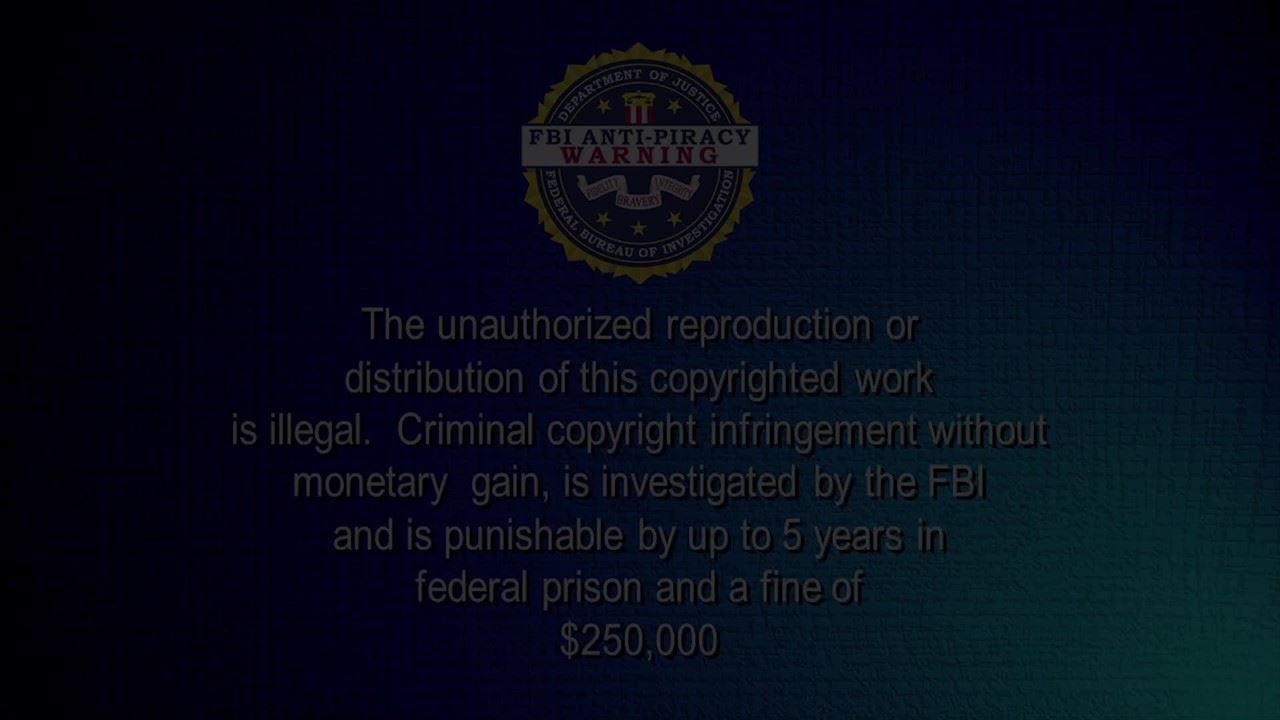 DEPARTMENT OF JUSTICE
FBI ANTI-PIRACY
WARNING
FIDELITY BRAVERY INTEGRITY
FEDERAL BUREAU OF INVESTIGATION
The unauthorized reproduction or
distribution of this copyrighted work
is illegal.  Criminal copyright infringement without
monetary  gain, is investigated by the FBI
and is punishable by up to 5 years in
federal prison and a fine of
$250,000